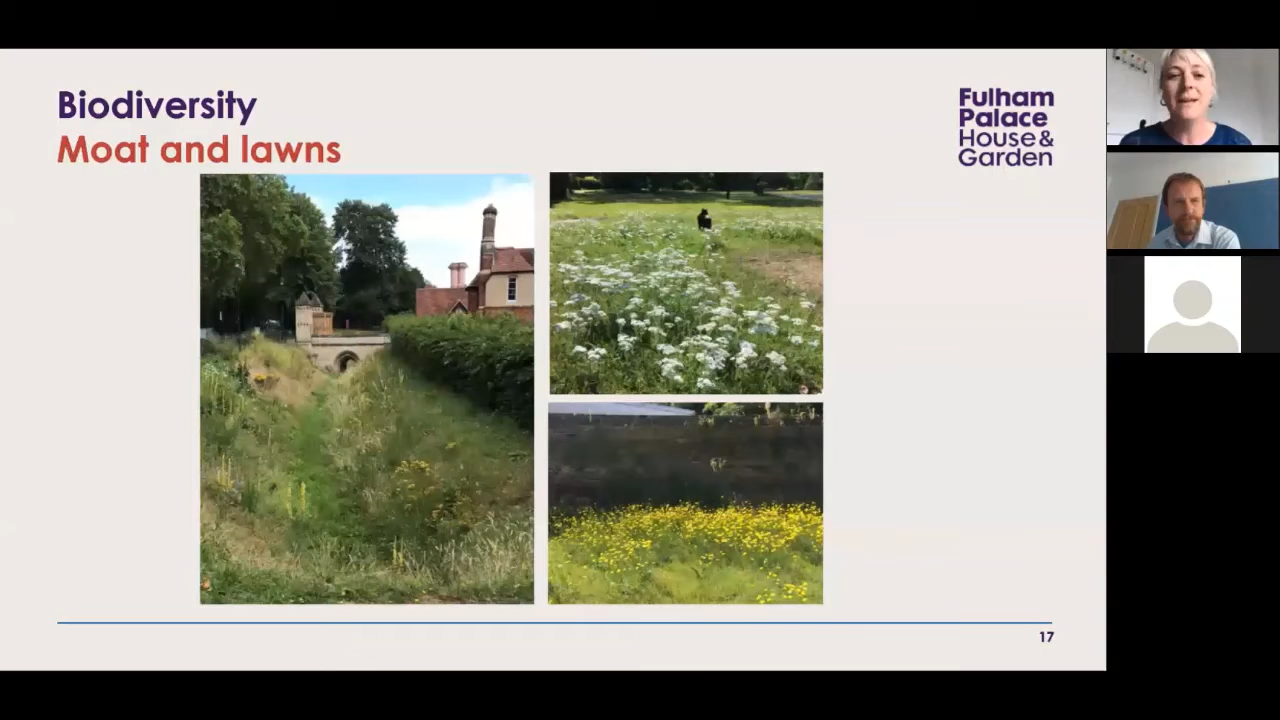 Biodiversity
Moat and lawns
Fulham
Palace
House&
Garden
17